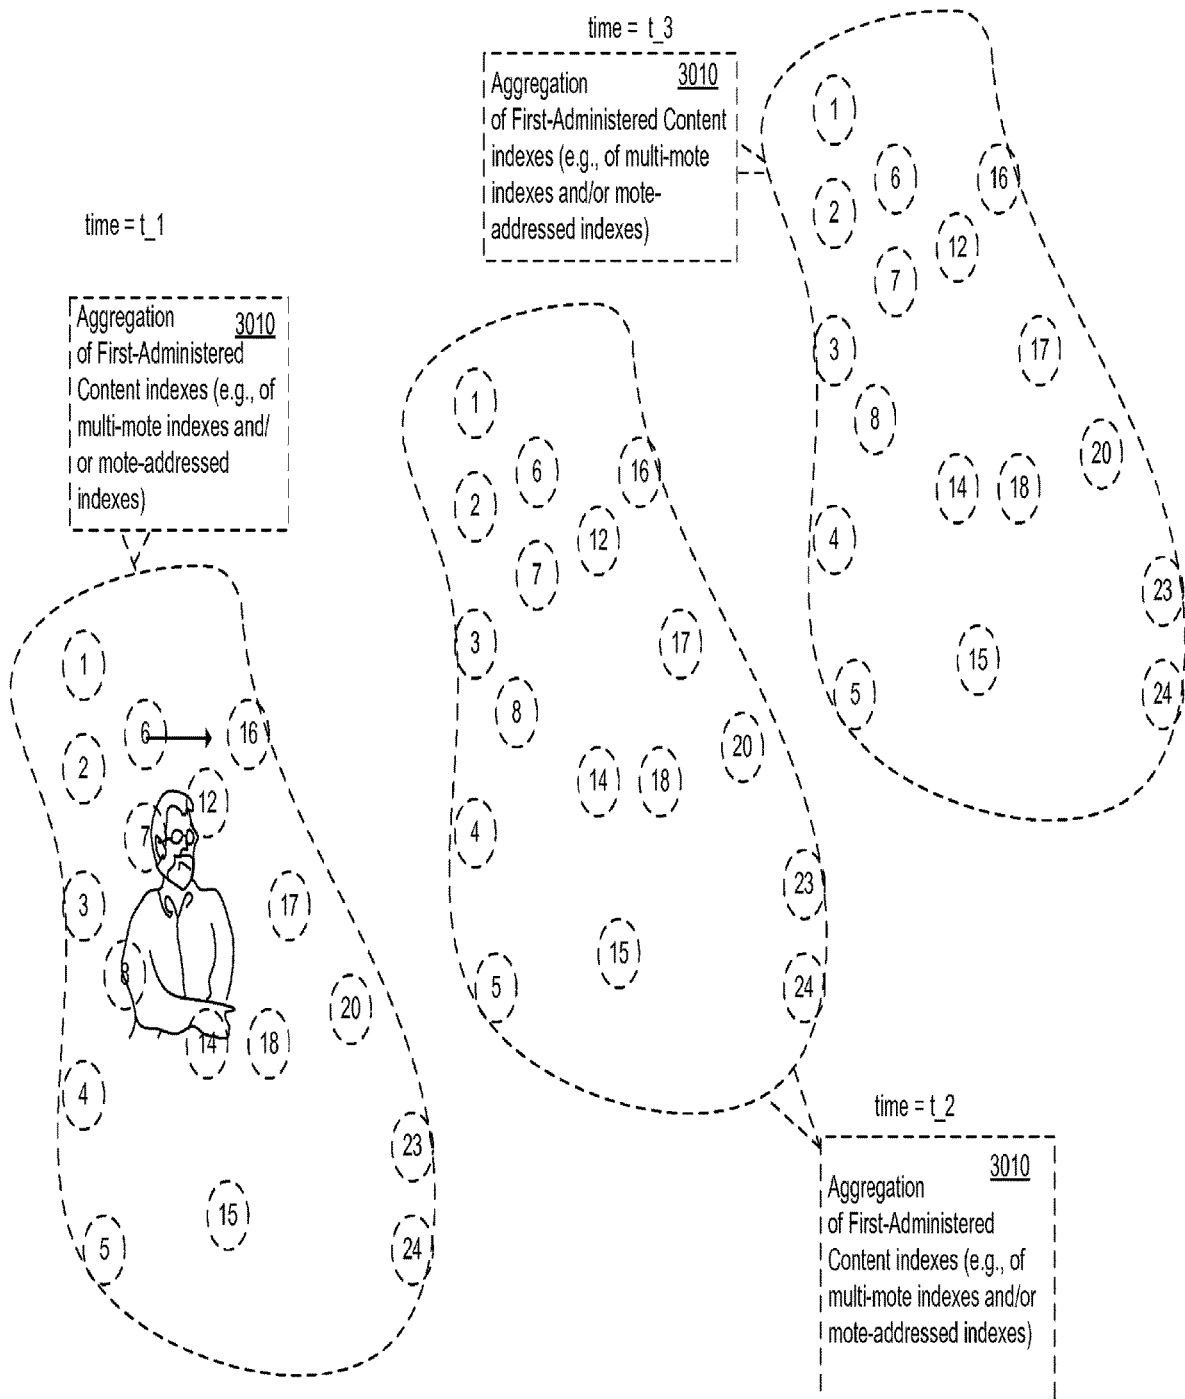 time = t_3
3010
Aggregation
of First-Administered Content
indexes (e.g., of multi-mote
indexes and/or mote-
addressed indexes)
1
6
16
2
12
7
3
17
8
20
14
18
4
23
15
5
24
time = t_1
Aggregation
3010
of First-Administered
Content indexes (e.g., of
multi-mote indexes and/
or mote-addressed
indexes)
1
6
16
2
12
7
3
17
8
20
14
18
4
23
15
5
24
1
6
16
2
12
7
3
17
8
20
14
18
4
23
15
5
24
time = t_2
3010
Aggregation
of First-Administered
Content indexes (e.g., of
multi-mote indexes and/or
mote-addressed indexes)